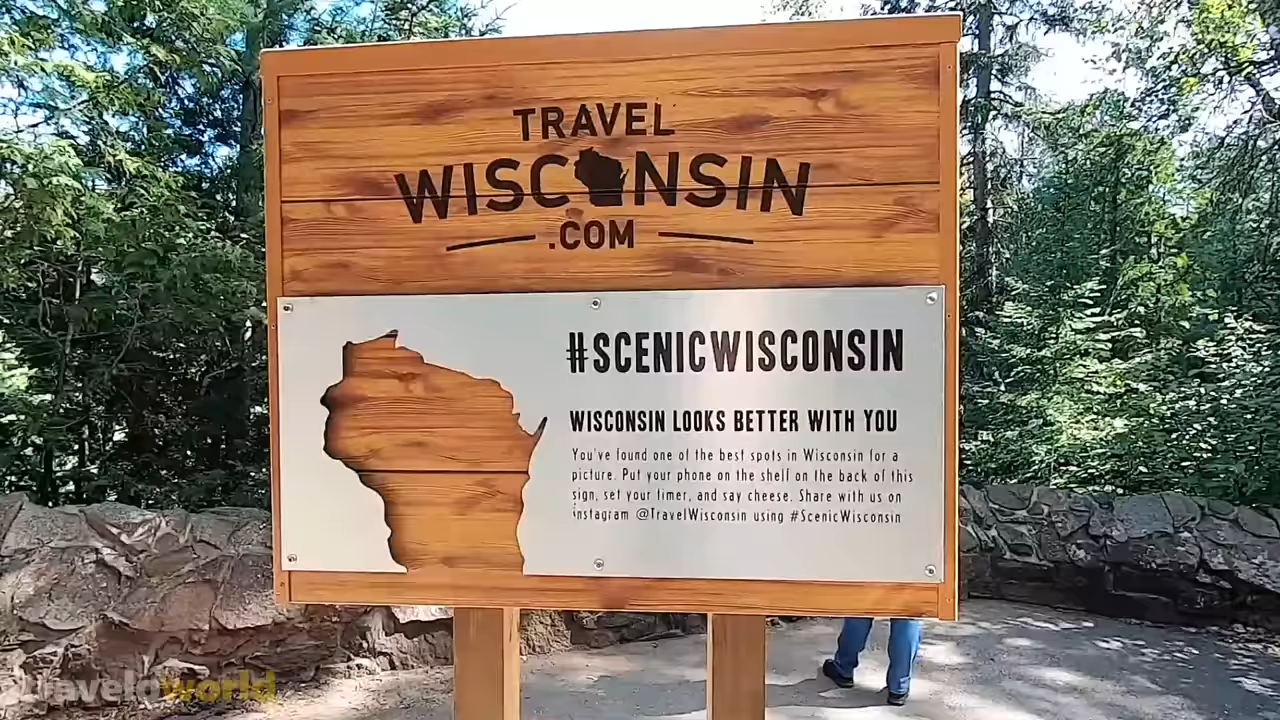 TRAVEL
WISCONSIN
.COM
#SCENICWISCONSIN
WISCONSIN LOOKS BETTER WITH YOU
You've found one of the best spots in Wisconsin for a
picture. Put your phone on the shelf on the back of this
sign, set your timer, and say cheese. Share with us on
Instagram @TravelWisconsin using #ScenicWisconsin
traveloworld